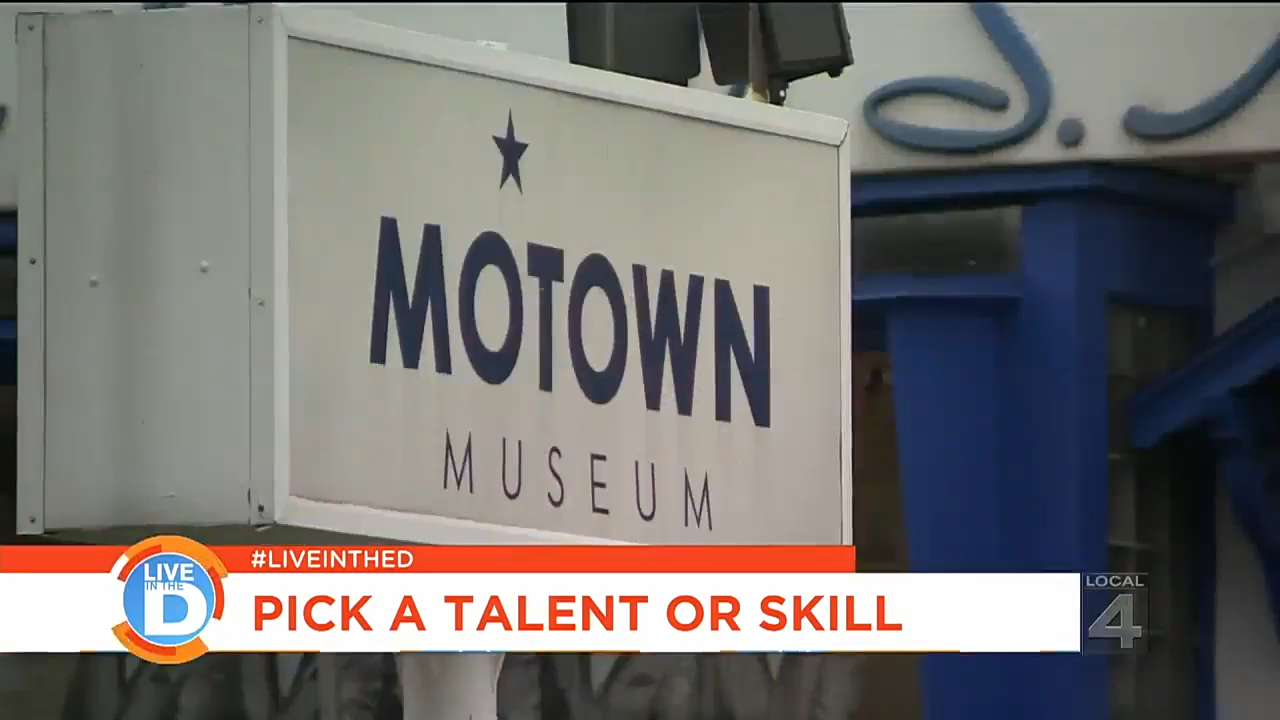 MOTOWN
MUSEUM
#LIVEINTHED
LIVE
IN THE
D
PICK A TALENT OR SKILL
LOCAL
4